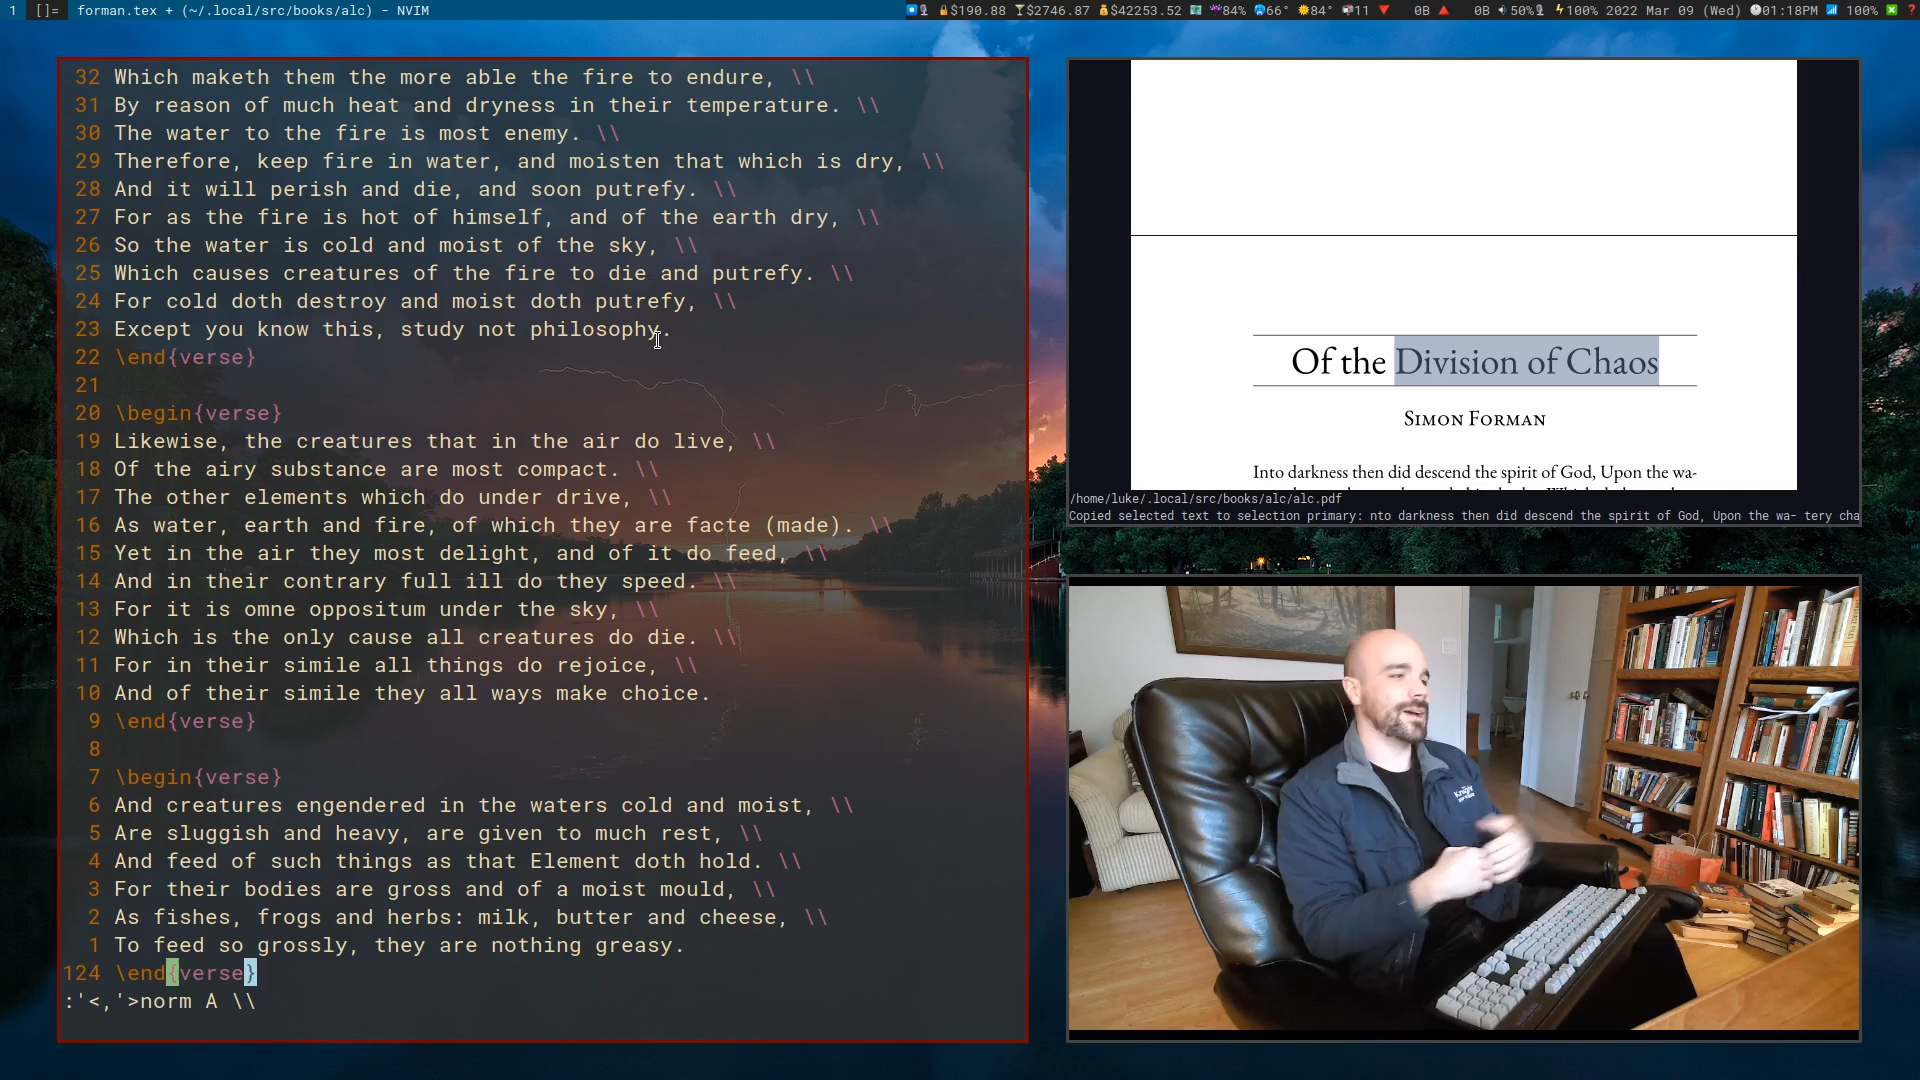 1 []= forman.tex + (~/.local/src/books/alc) - NVIM
$190.88 $2746.87 $42253.52 84% 66° 84° 11 0B 0B 50% 100% 2022 Mar 09 (Wed) 01:18PM 100% ?
32 Which maketh them the more able the fire to endure, \\
31 By reason of much heat and dryness in their temperature. \\
30 The water to the fire is most enemy. \\
29 Therefore, keep fire in water, and moisten that which is dry, \\
28 And it will perish and die, and soon putrefy. \\
27 For as the fire is hot of himself, and of the earth dry, \\
26 So the water is cold and moist of the sky, \\
25 Which causes creatures of the fire to die and putrefy. \\
24 For cold doth destroy and moist doth putrefy, \\
23 Except you know this, study not philosophy.
22 \end{verse}
21
20 \begin{verse}
19 Likewise, the creatures that in the air do live, \\
18 Of the airy substance are most compact. \\
17 The other elements which do under drive, \\
16 As water, earth and fire, of which they are facte (made). \\
15 Yet in the air they most delight, and of it do feed, \\
14 And in their contrary full ill do they speed. \\
13 For it is omne oppositum under the sky, \\
12 Which is the only cause all creatures do die. \\
11 For in their simile all things do rejoice, \\
10 And of their simile they all ways make choice.
9 \end{verse}
8
7 \begin{verse}
6 And creatures engendered in the waters cold and moist, \\
5 Are sluggish and heavy, are given to much rest, \\
4 And feed of such things as that Element doth hold. \\
3 For their bodies are gross and of a moist mould, \\
2 As fishes, frogs and herbs: milk, butter and cheese, \\
1 To feed so grossly, they are nothing greasy.
124 \end{verse}
:'<,'>norm A \\
Of the Division of Chaos
Simon Forman
Into darkness then did descend the spirit of God, Upon the wa-
/home/luke/.local/src/books/alc/alc.pdf
Copied selected text to selection primary: nto darkness then did descend the spirit of God, Upon the wa- tery cha